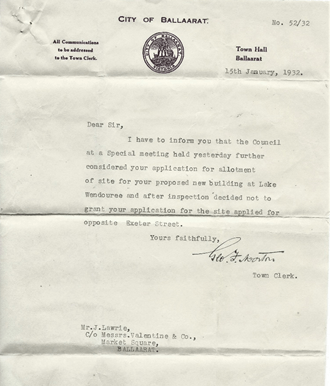 CITY OF BALLAARAT.
No. 52/32
All Communications
to be addressed
to the Town Clerk.
Town Hall
Ballaarat
15th January, 1932.
Dear Sir,
I have to inform you that the Council
at a Special meeting held yesterday further
considered your application for allotment
of site for your proposed new building at Lake
Wendouree and after inspection decided not to
grant your application for the site applied for
opposite Exeter Street.
Yours faithfully,
Geo. F. Morton
Town Clerk.
Mr.J.Lawrie,
C/o Messrs.Valentine & Co.,
Market Square,
BALLAARAT.